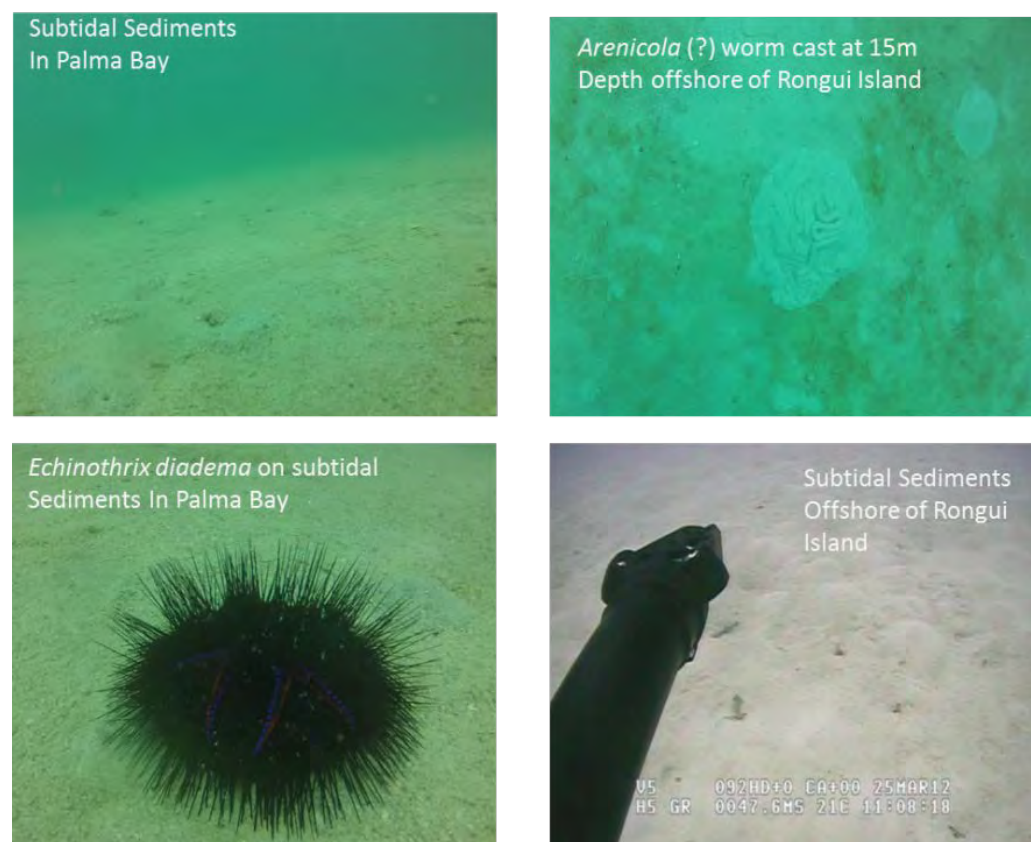 Subtidal Sediments
In Palma Bay
Arenicola (?) worm cast at 15m
Depth offshore of Rongui Island
Echinothrix diadema on subtidal
Sediments In Palma Bay
Subtidal Sediments
Offshore of Rongui
Island
V5 092HD+0 CA+00 25MAR12
H5 GR 0047.6MS 21E 11:08:18